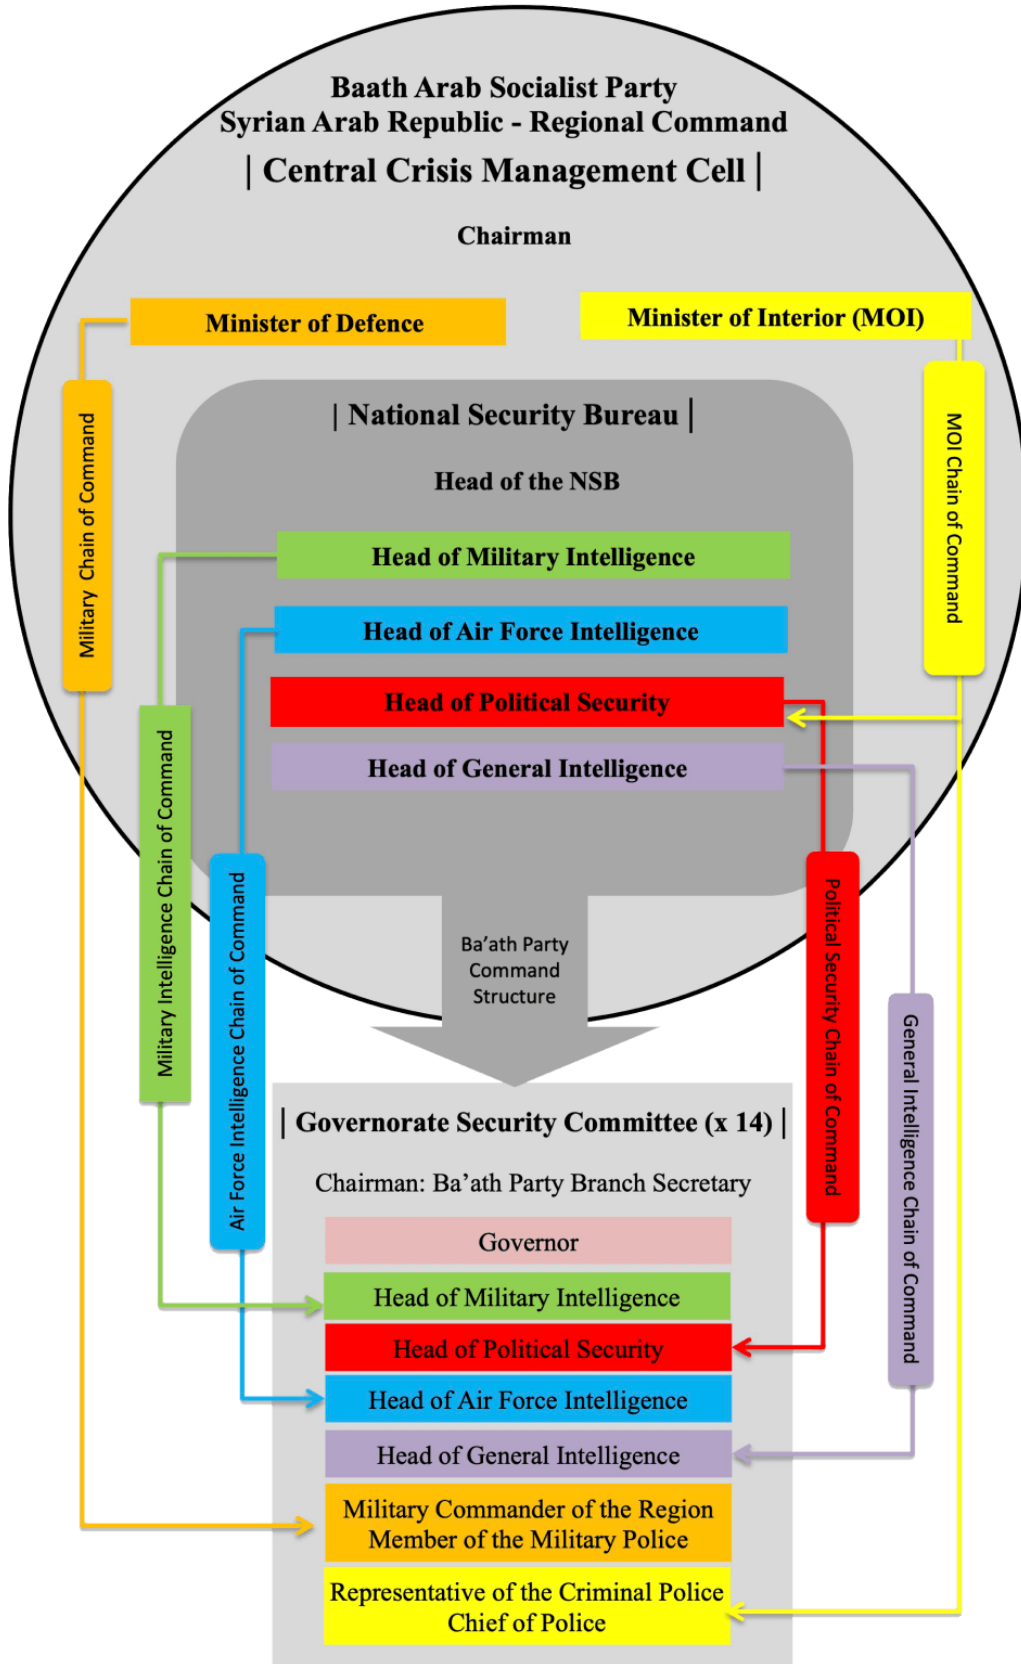 Baath Arab Socialist Party
Syrian Arab Republic - Regional Command
| Central Crisis Management Cell |
Chairman
Minister of Defence
Minister of Interior (MOI)
Military Chain of Command
MOI Chain of Command
| National Security Bureau |
Head of the NSB
Head of Military Intelligence
Head of Air Force Intelligence
Head of Political Security
Head of General Intelligence
Military Intelligence Chain of Command
Air Force Intelligence Chain of Command
Political Security Chain of Command
General Intelligence Chain of Command
Ba’ath Party
Command
Structure
| Governorate Security Committee (x 14) |
Chairman: Ba’ath Party Branch Secretary
Governor
Head of Military Intelligence
Head of Political Security
Head of Air Force Intelligence
Head of General Intelligence
Military Commander of the Region
Member of the Military Police
Representative of the Criminal Police
Chief of Police